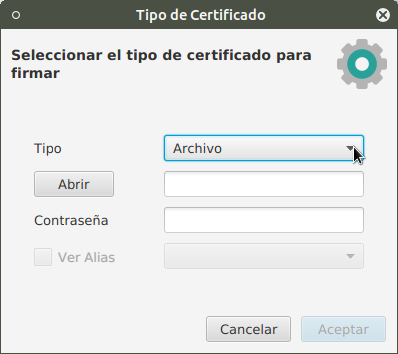 Tipo de Certificado
Seleccionar el tipo de certificado para
firmar
Tipo
Archivo
Abrir
Contraseña
Ver Alias
Cancelar
Aceptar